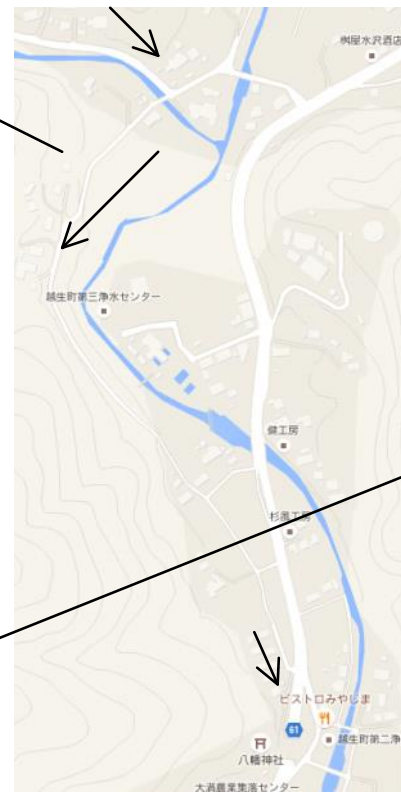 桝屋水沢酒店
越生町第三浄水センター
健工房
杉風工房
ビストロみやしま
61
越生町第二浄
八幡神社
大満農業集落センター